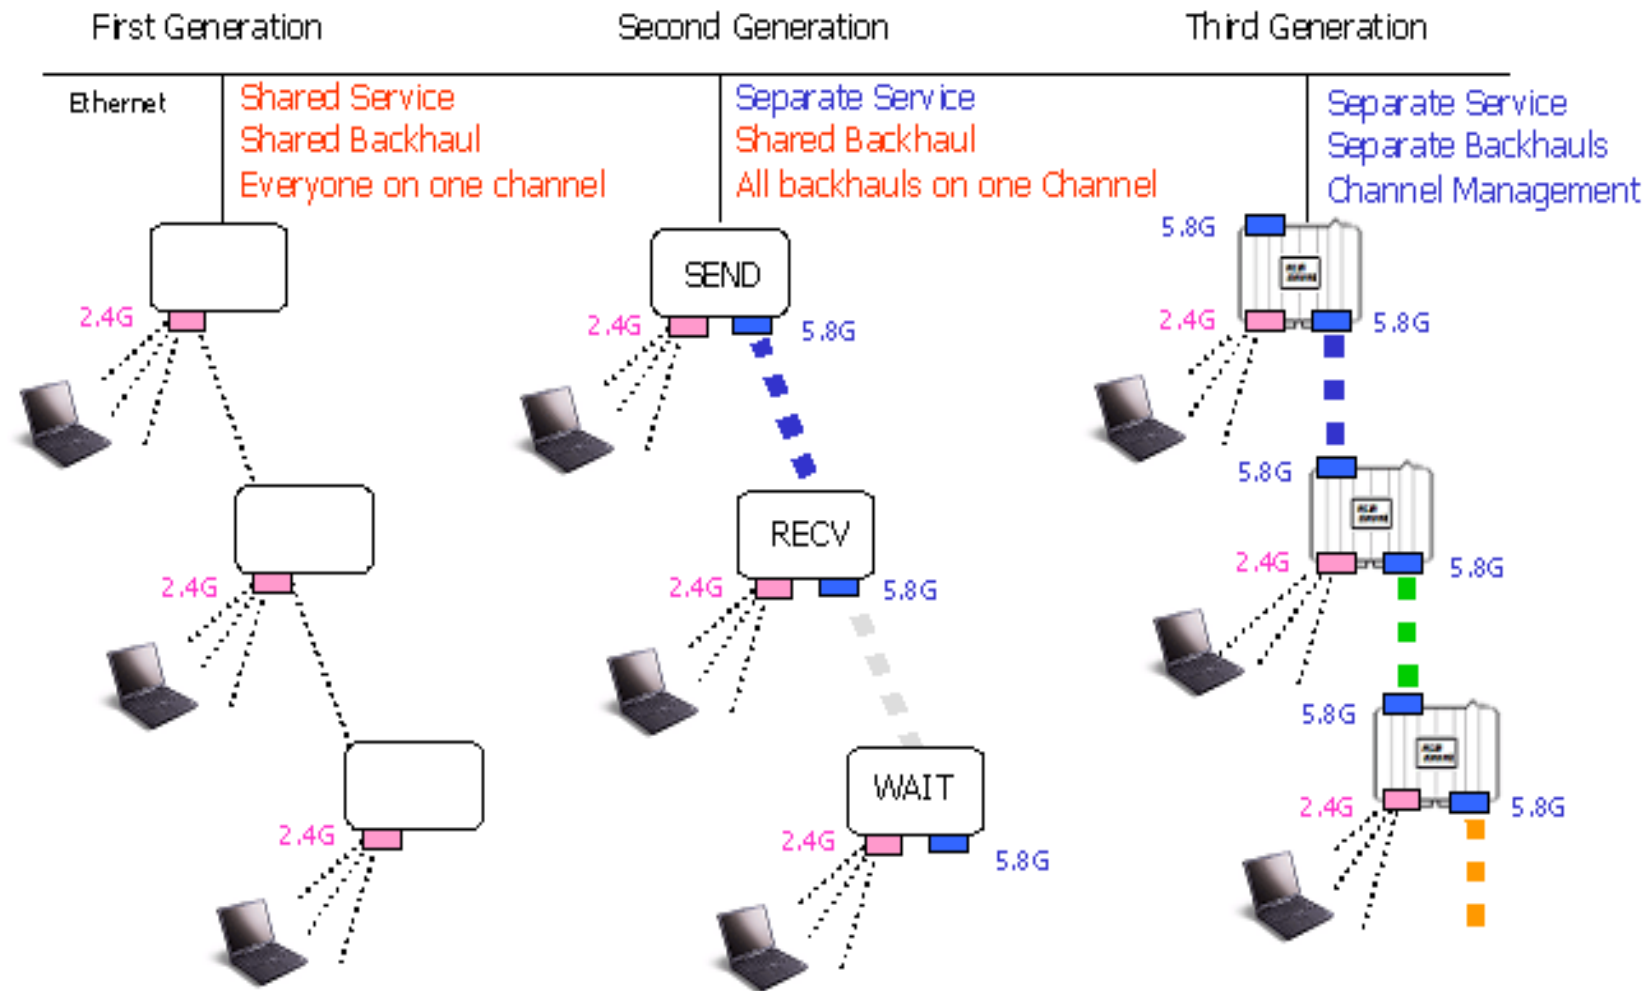 First Generation
Second Generation
Third Generation
Ethernet
Shared Service
Shared Backhaul
Everyone on one channel
Separate Service
Shared Backhaul
All backhauls on one Channel
Separate Service
Separate Backhauls
Channel Management
2.4G
2.4G
2.4G
SEND
2.4G
5.8G
RECV
2.4G
5.8G
WAIT
2.4G
5.8G
5.8G
2.4G
5.8G
5.8G
2.4G
5.8G
5.8G
2.4G
5.8G